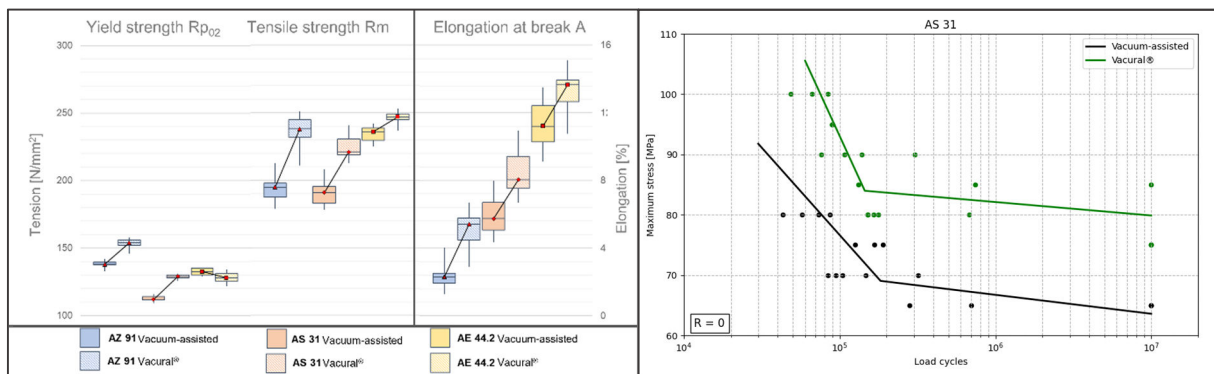 Yield strength Rp02
Tensile strength Rm
Elongation at break A
Tension [N/mm²]
300
250
200
150
100
16
12
8
4
0
Elongation [%]
AZ 91 Vacuum-assisted
AS 31 Vacuum-assisted
AE 44.2 Vacuum-assisted
AZ 91 Vacural®
AS 31 Vacural®
AE 44.2 Vacural®
AS 31
Maximum stress [MPa]
110
100
90
80
70
60
Vacuum-assisted
Vacural®
R = 0
10⁴
10⁵
10⁶
10⁷
Load cycles